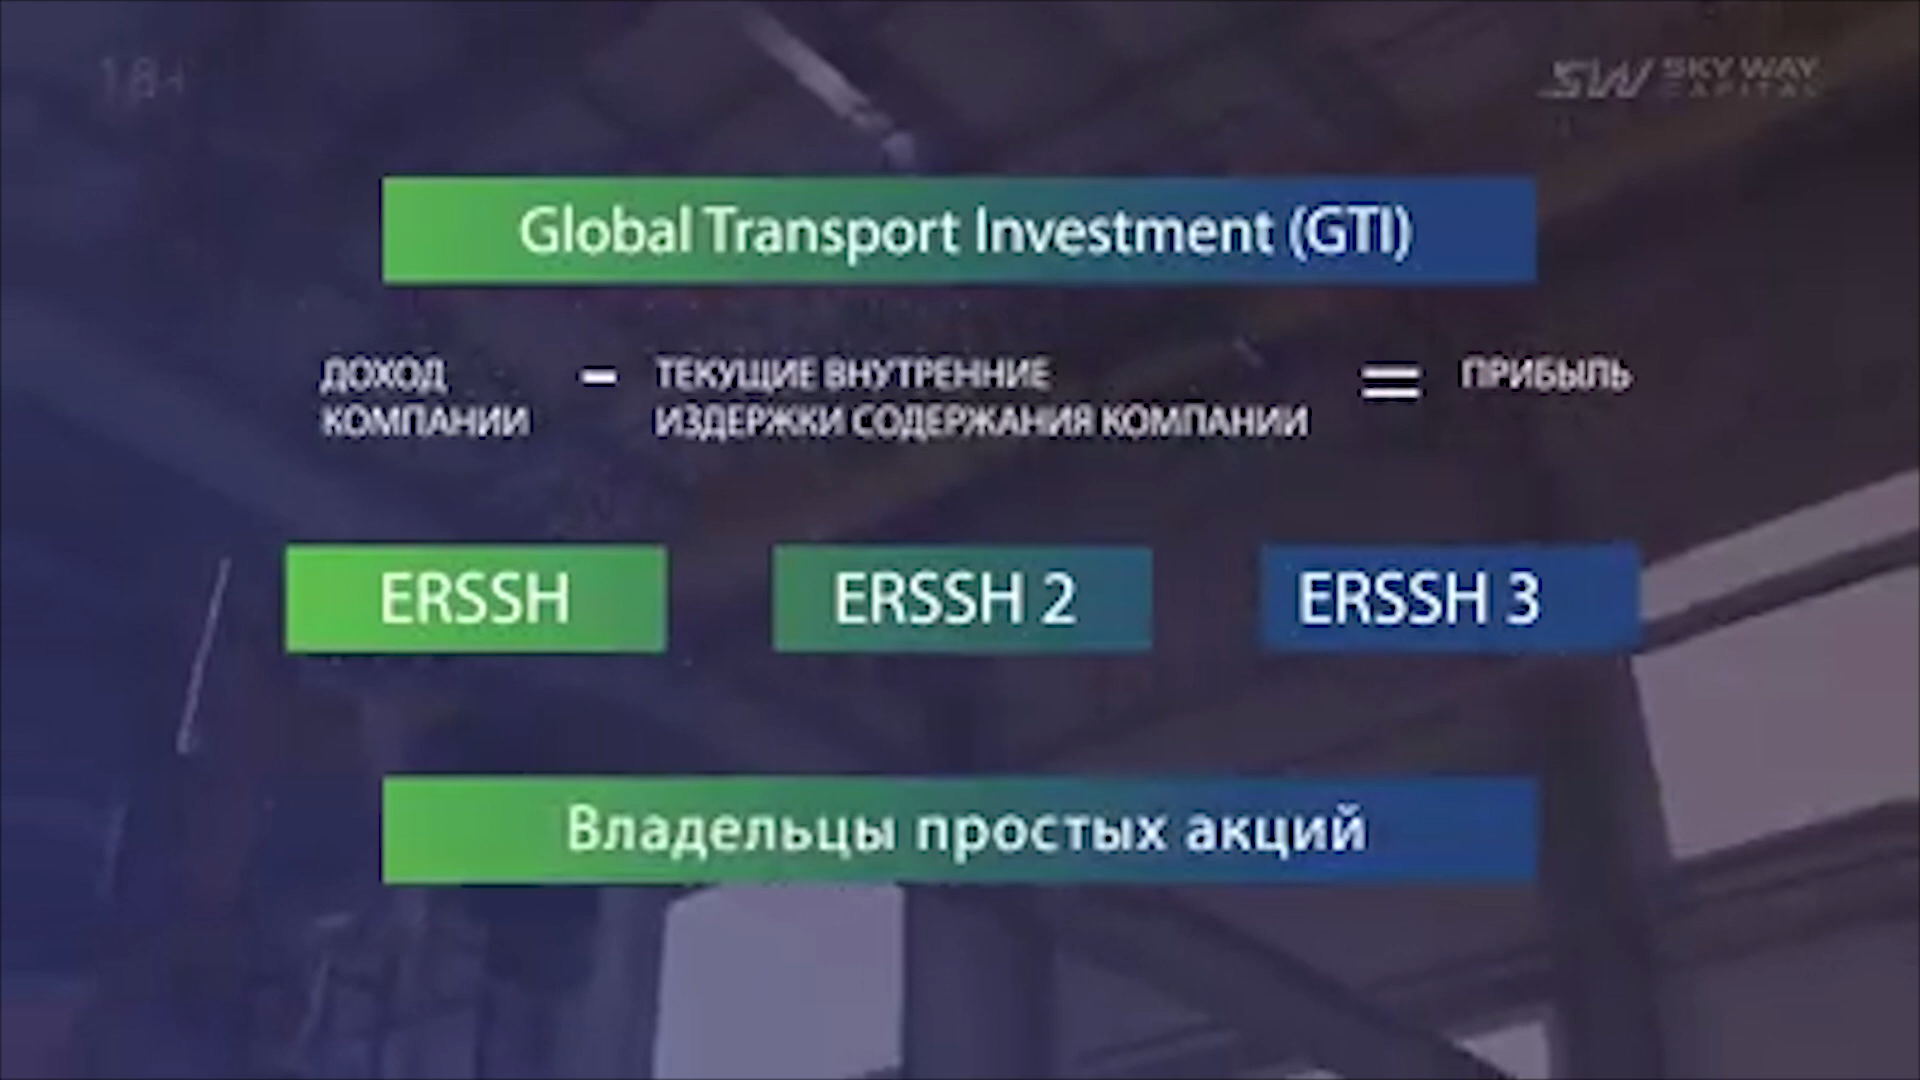 18+
SW SKY WAY
CAPITAL
Global Transport Investment (GTI)
ДОХОД
КОМПАНИИ
-
ТЕКУЩИЕ ВНУТРЕННИЕ
ИЗДЕРЖКИ СОДЕРЖАНИЯ КОМПАНИИ
=
ПРИБЫЛЬ
ERSSH
ERSSH 2
ERSSH 3
Владельцы простых акций